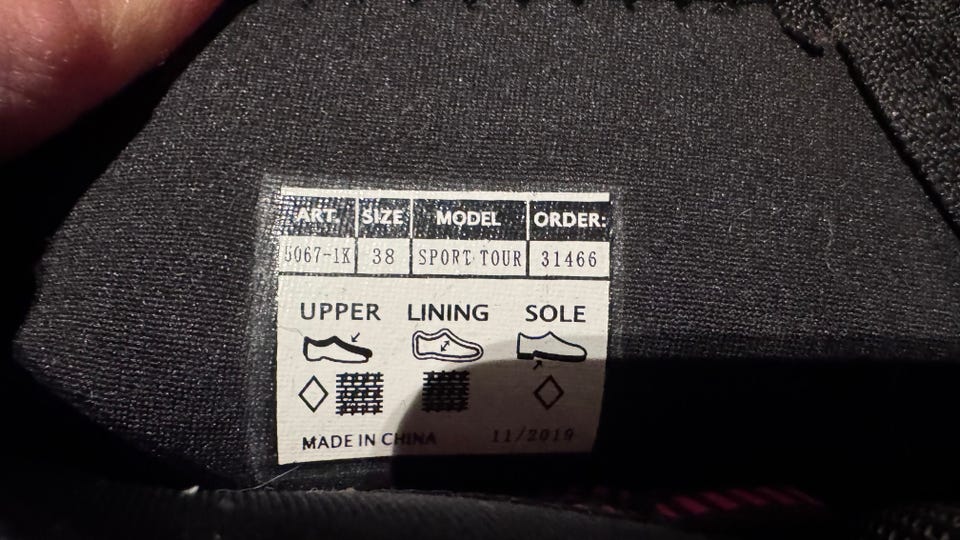 ART. SIZE MODEL ORDER:
5067-1K 38 SPORT TOUR 31466
UPPER LINING SOLE
MADE IN CHINA 11/2019